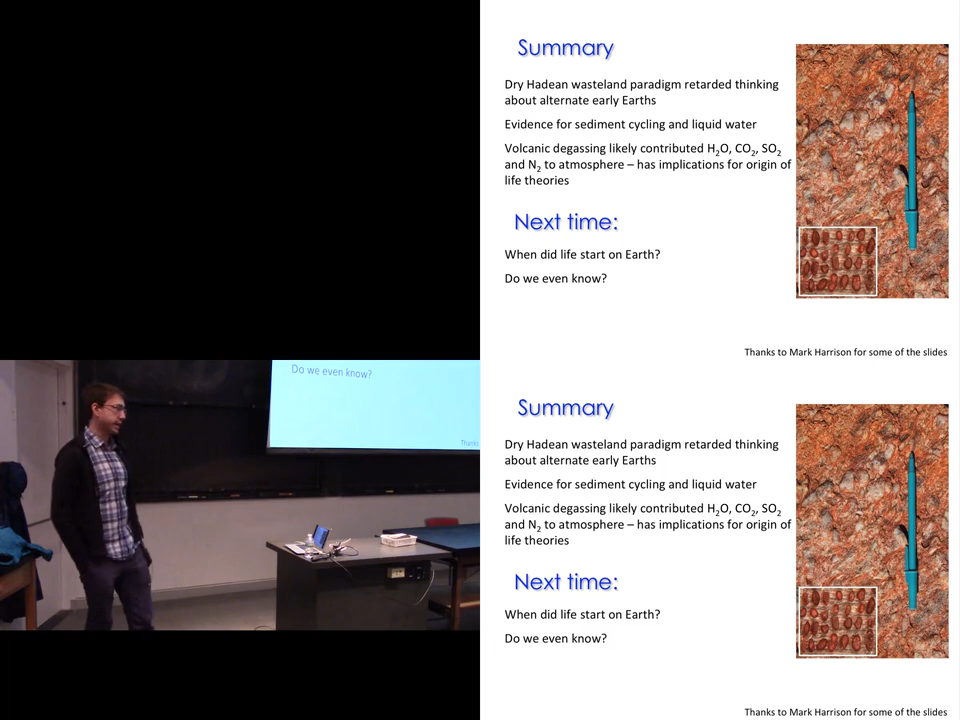 Summary
Dry Hadean wasteland paradigm retarded thinking
about alternate early Earths
Evidence for sediment cycling and liquid water
Volcanic degassing likely contributed H₂O, CO₂, SO₂
and N₂ to atmosphere – has implications for origin of
life theories
Next time:
When did life start on Earth?
Do we even know?
Thanks to Mark Harrison for some of the slides
Do we even know?
Thanks
Summary
Dry Hadean wasteland paradigm retarded thinking
about alternate early Earths
Evidence for sediment cycling and liquid water
Volcanic degassing likely contributed H₂O, CO₂, SO₂
and N₂ to atmosphere – has implications for origin of
life theories
Next time:
When did life start on Earth?
Do we even know?
Thanks to Mark Harrison for some of the slides